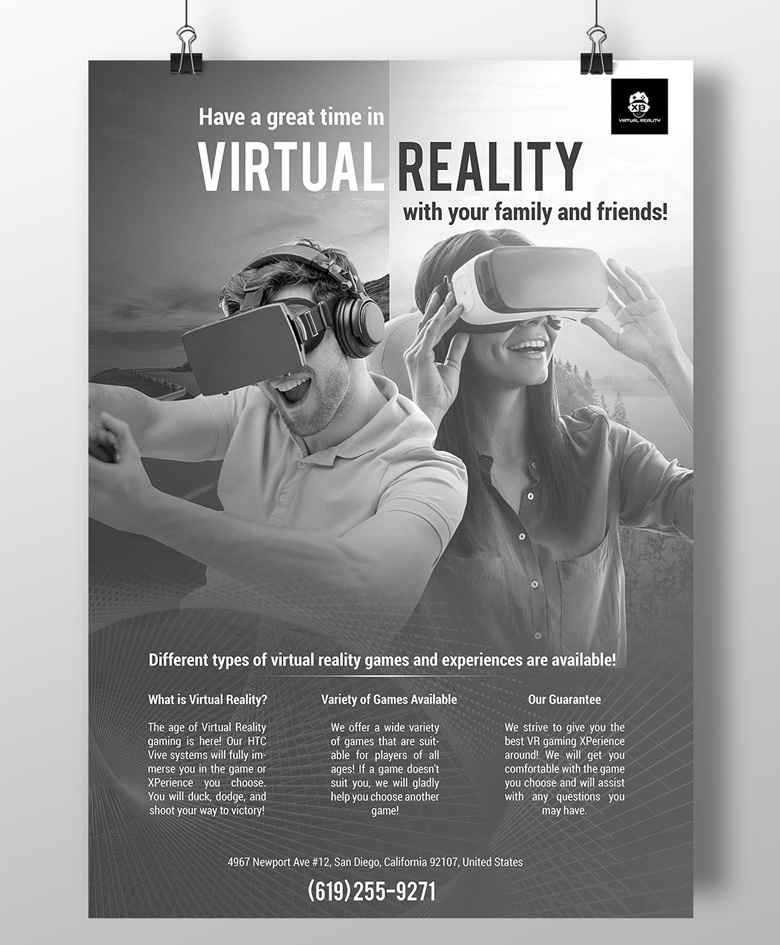 Have a great time in
VIRTUAL REALITY
with your family and friends!
XP
VIRTUAL REALITY
Different types of virtual reality games and experiences are available!
What is Virtual Reality?
The age of Virtual Reality
gaming is here! Our HTC
Vive systems will fully im-
merse you in the game or
XPerience you choose.
You will duck, dodge, and
shoot your way to victory!
Variety of Games Available
We offer a wide variety
of games that are suit-
able for players of all
ages! If a game doesn't
suit you, we will gladly
help you choose another
game!
Our Guarantee
We strive to give you the
best VR gaming XPerience
around! We will get you
comfortable with the game
you choose and will assist
with any questions you
may have.
4967 Newport Ave #12, San Diego, California 92107, United States
(619)255-9271